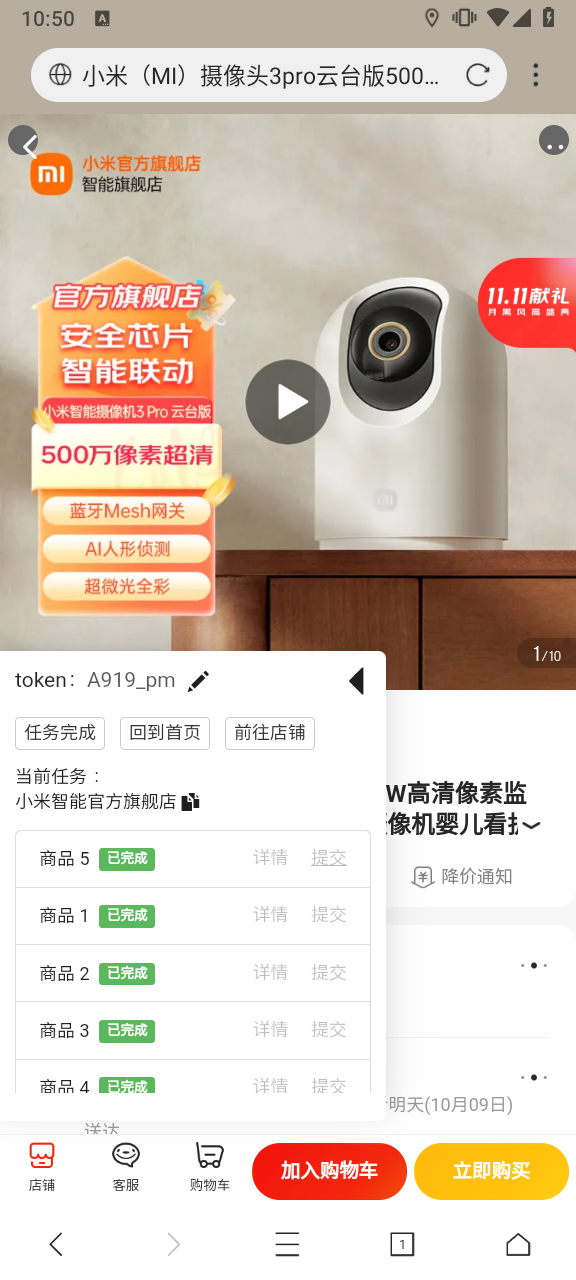 10:50
A
小米（MI）摄像头3pro云台版500...
mi 小米官方旗舰店
智能旗舰店
官方旗舰店
安全芯片
智能联动
小米智能摄像机3 Pro 云台版
500万像素超清
蓝牙Mesh网关
AI人形侦测
超微光全彩
11.11献礼
月黑风高盛典
1/10
token： A919_pm
任务完成 回到首页 前往店铺
当前任务：
小米智能官方旗舰店
W高清像素监
像机婴儿看护
降价通知
商品 5 已完成 详情 提交
商品 1 已完成 详情 提交
商品 2 已完成 详情 提交
商品 3 已完成 详情 提交
商品 4 已完成 详情 提交
明天(10月09日)
送达
店铺 客服 购物车 加入购物车 立即购买
1